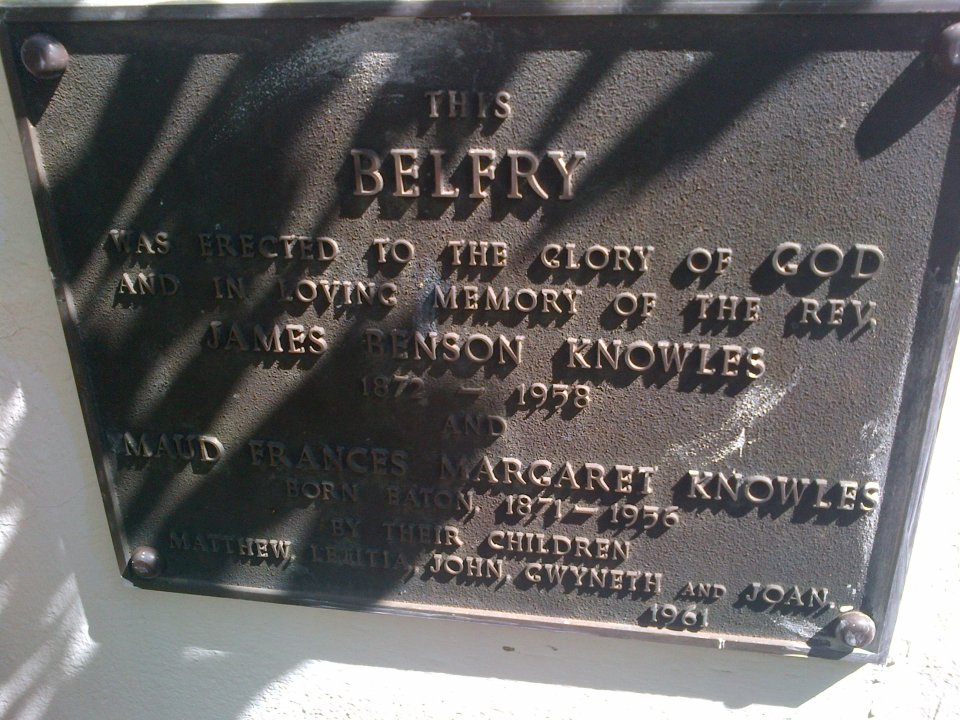 THIS
BELFRY
WAS ERECTED TO THE GLORY OF GOD
AND IN LOVING MEMORY OF THE REV.
JAMES BENSON KNOWLES
1872 – 1958
AND
MAUD FRANCES MARGARET KNOWLES
BORN EATON, 1871 – 1956
BY THEIR CHILDREN
MATTHEW, LETITIA, JOHN, GWYNETH AND JOAN,
1961